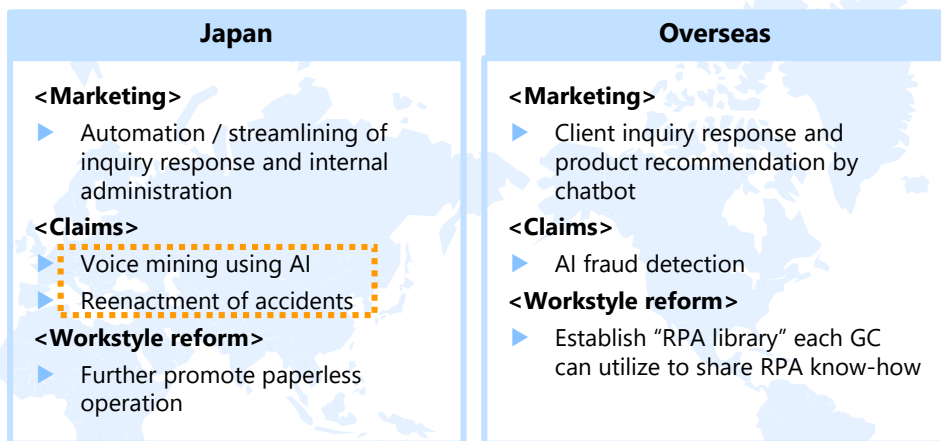 Japan
<Marketing>
Automation / streamlining of
inquiry response and internal
administration
<Claims>
Voice mining using AI
Reenactment of accidents
<Workstyle reform>
Further promote paperless
operation
Overseas
<Marketing>
Client inquiry response and
product recommendation by
chatbot
<Claims>
AI fraud detection
<Workstyle reform>
Establish “RPA library” each GC
can utilize to share RPA know-how